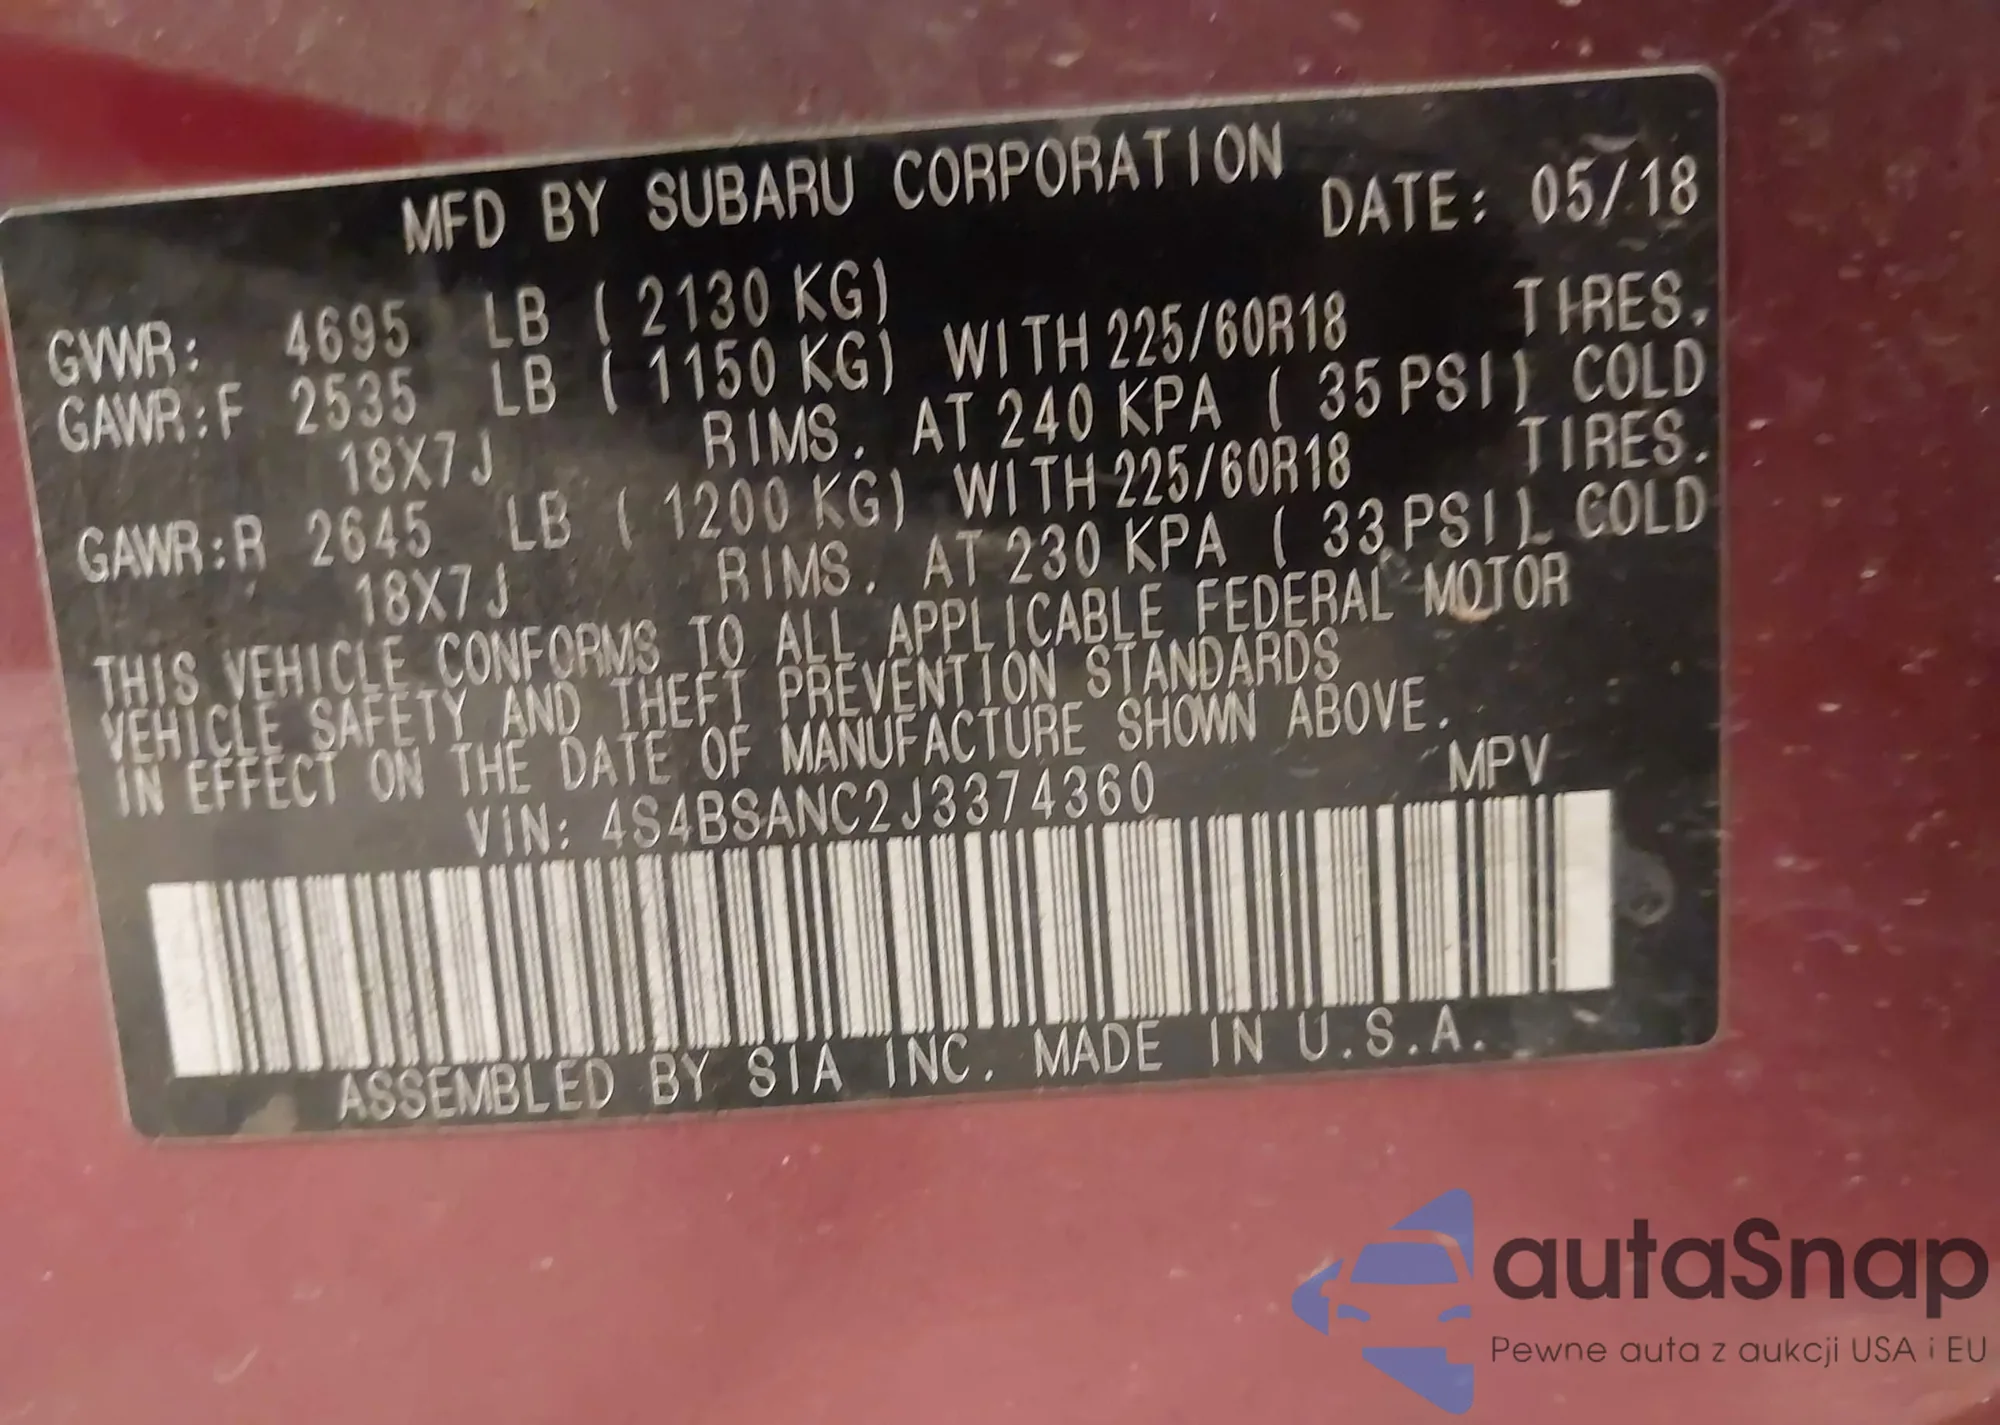 MFD BY SUBARU CORPORATION
DATE: 05/18
GVWR: 4695 LB ( 2130 KG)
GAWR:F 2535 LB ( 1150 KG) WITH 225/60R18 TIRES.
18X7J RIMS. AT 240 KPA ( 35 PSI) COLD
GAWR:R 2645 LB ( 1200 KG) WITH 225/60R18 TIRES.
18X7J RIMS. AT 230 KPA ( 33 PSI). COLD
THIS VEHICLE CONFORMS TO ALL APPLICABLE FEDERAL MOTOR
VEHICLE SAFETY AND THEFT PREVENTION STANDARDS
IN EFFECT ON THE DATE OF MANUFACTURE SHOWN ABOVE.
VIN: 4S4BSANC2J3374360 MPV
ASSEMBLED BY SIA INC. MADE IN U.S.A.
autaSnap
Pewne auta z aukcji USA i EU